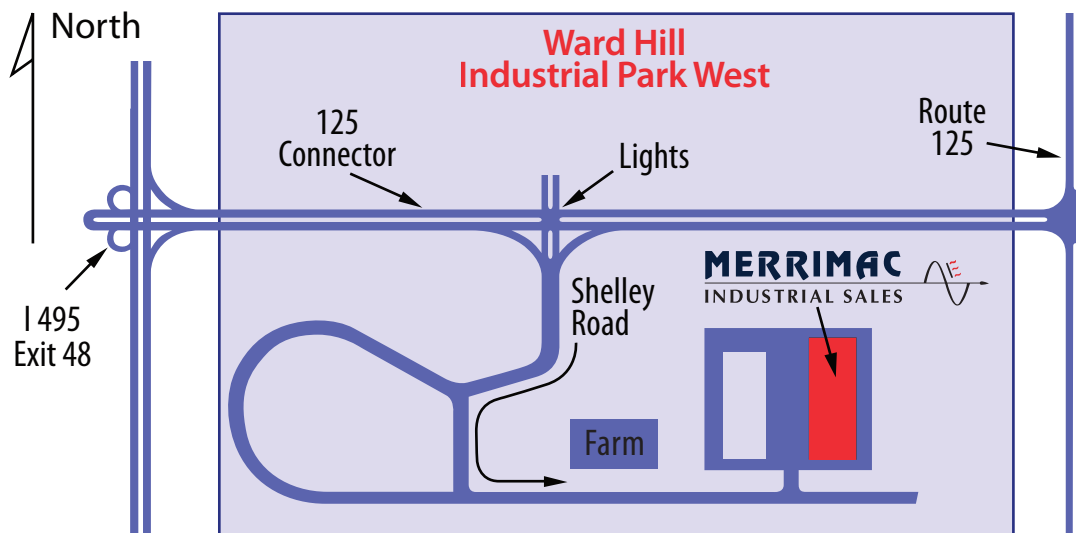 North
Ward Hill
Industrial Park West
125
Connector
Lights
Route
125
I 495
Exit 48
Shelley
Road
MERRIMAC
INDUSTRIAL SALES
Farm